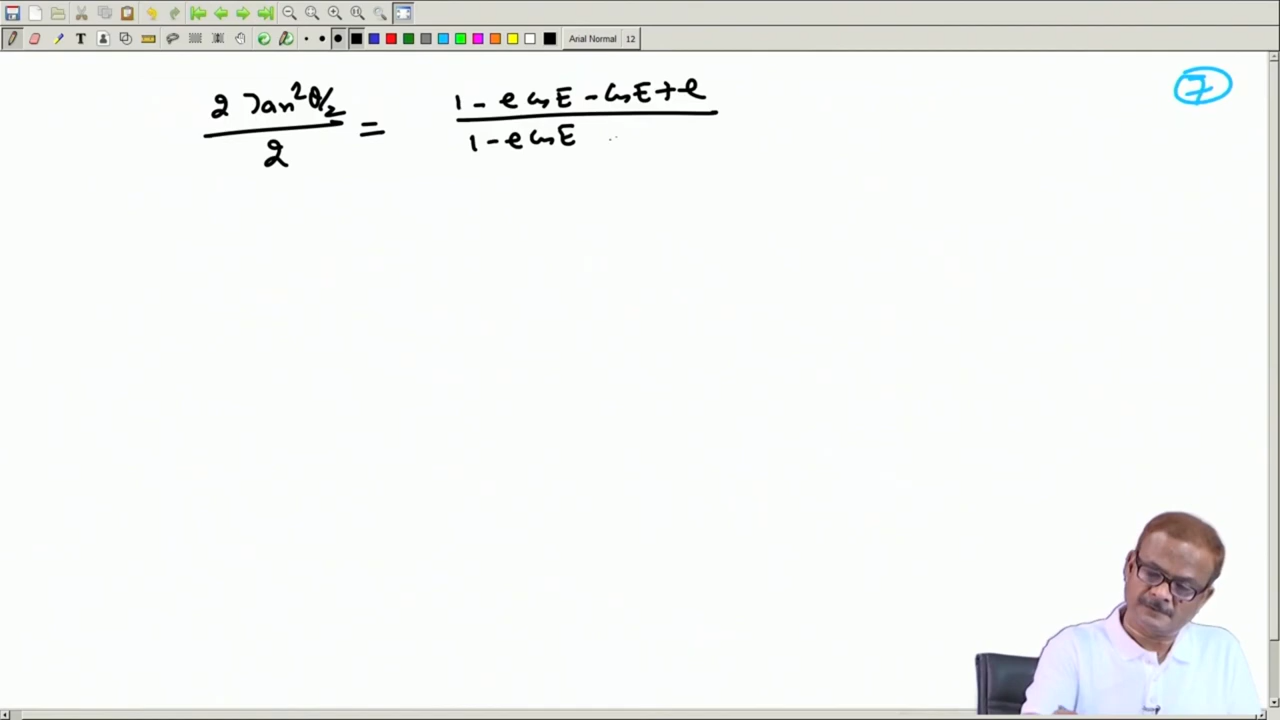 Arial Normal 12
7
2 Tan²θ/2 / 2 = 1 - e cos E - cos E + e / 1 - e cos E